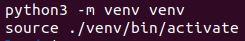 python3 -m venv venv
source ./venv/bin/activate